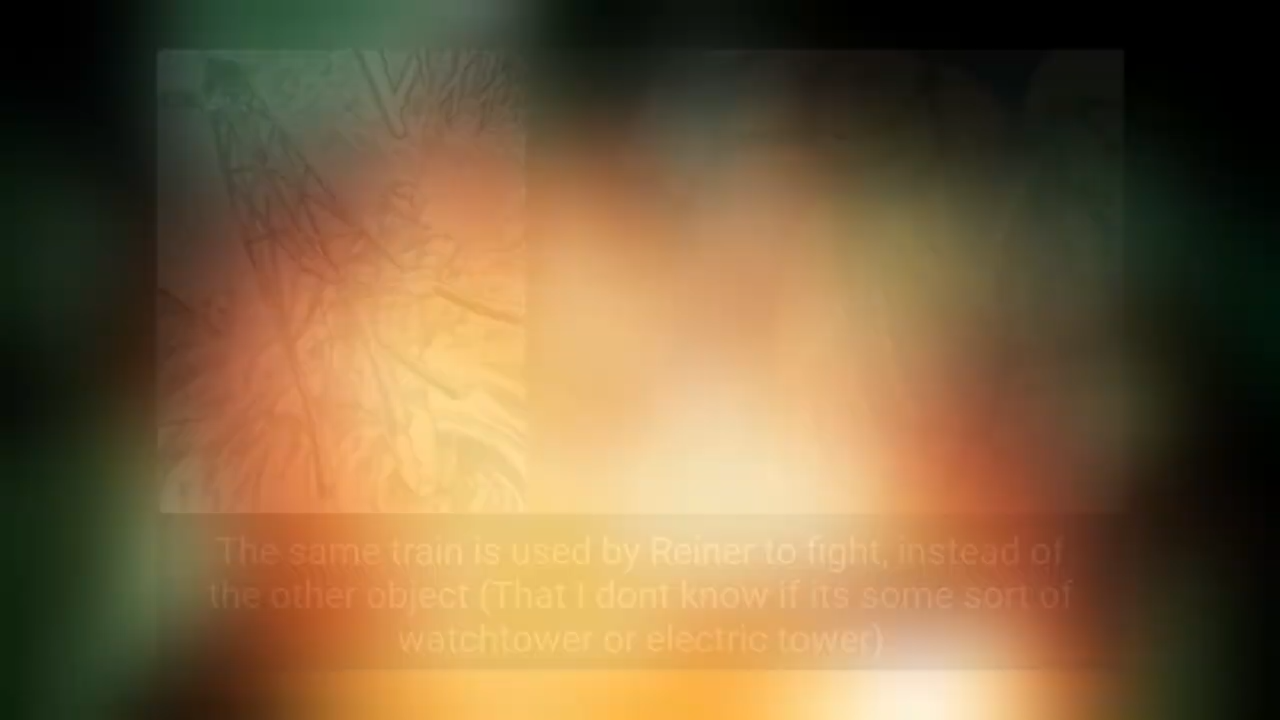 The same train is used by Reiner to fight, instead of
the other object (That I dont know if its some sort of
watchtower or electric tower)